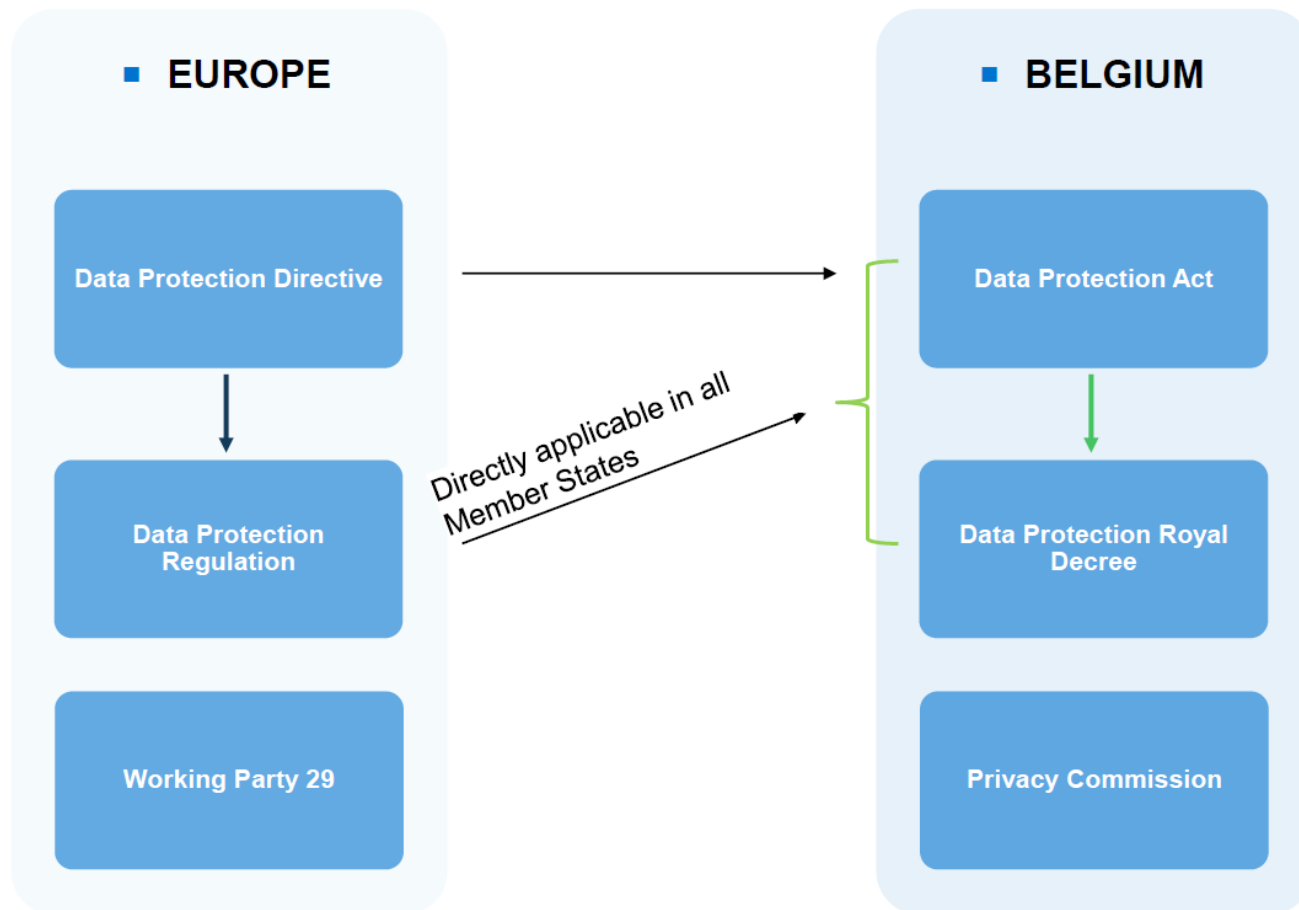 EUROPE
Data Protection Directive
Data Protection
Regulation
Working Party 29
Directly applicable in all
Member States
BELGIUM
Data Protection Act
Data Protection Royal
Decree
Privacy Commission